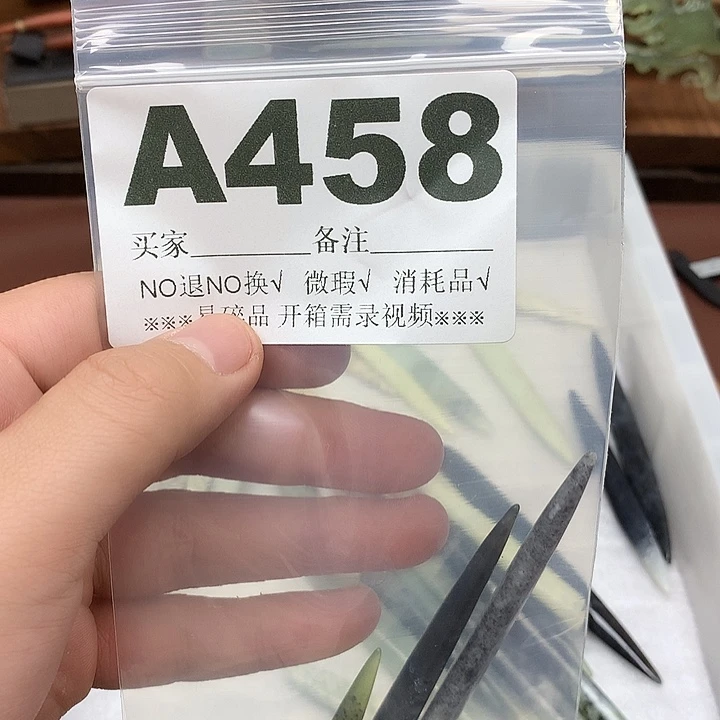 A458
买家________备注________
NO退NO换√ 微瑕√ 消耗品√
※※※易碎品 开箱需录视频※※※